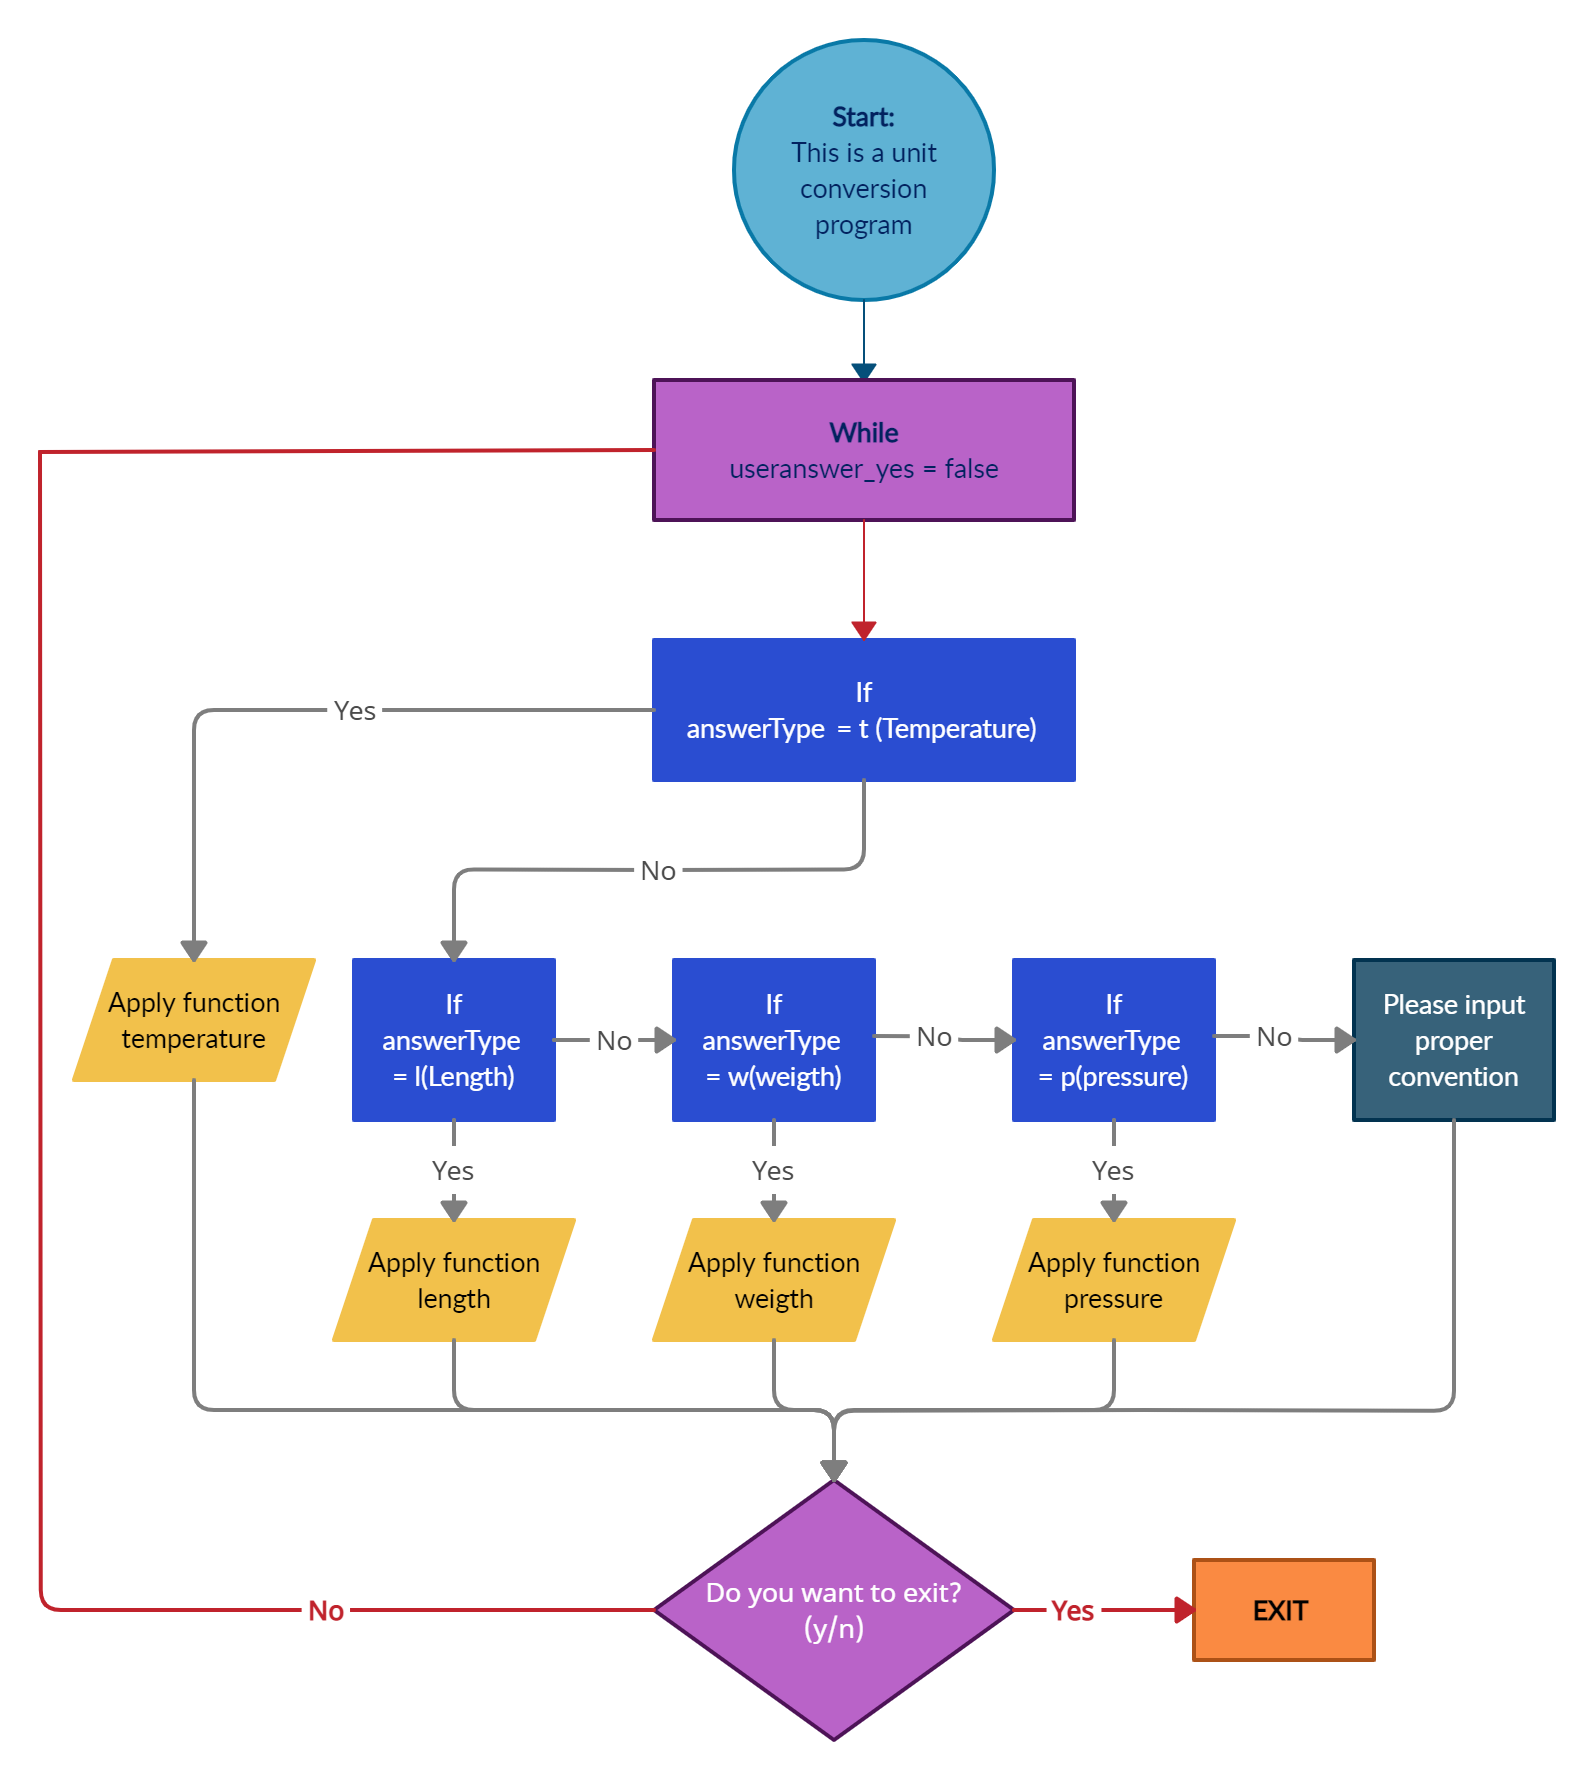 Start:
This is a unit
conversion
program
While
useranswer_yes = false
If
answerType = t (Temperature)
Yes
No
Apply function
temperature
If
answerType
= l(Length)
No
If
answerType
= w(weigth)
No
If
answerType
= p(pressure)
No
Please input
proper
convention
Yes
Yes
Yes
Apply function
length
Apply function
weigth
Apply function
pressure
Do you want to exit?
(y/n)
No
Yes
EXIT